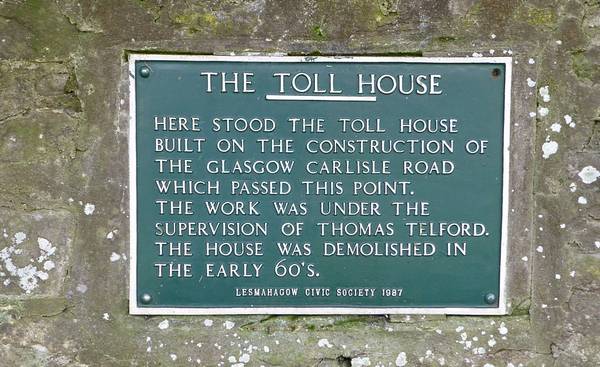 THE TOLL HOUSE
HERE STOOD THE TOLL HOUSE
BUILT ON THE CONSTRUCTION OF
THE GLASGOW CARLISLE ROAD
WHICH PASSED THIS POINT.
THE WORK WAS UNDER THE
SUPERVISION OF THOMAS TELFORD.
THE HOUSE WAS DEMOLISHED IN
THE EARLY 60'S.
LESMAHAGOW CIVIC SOCIETY 1987